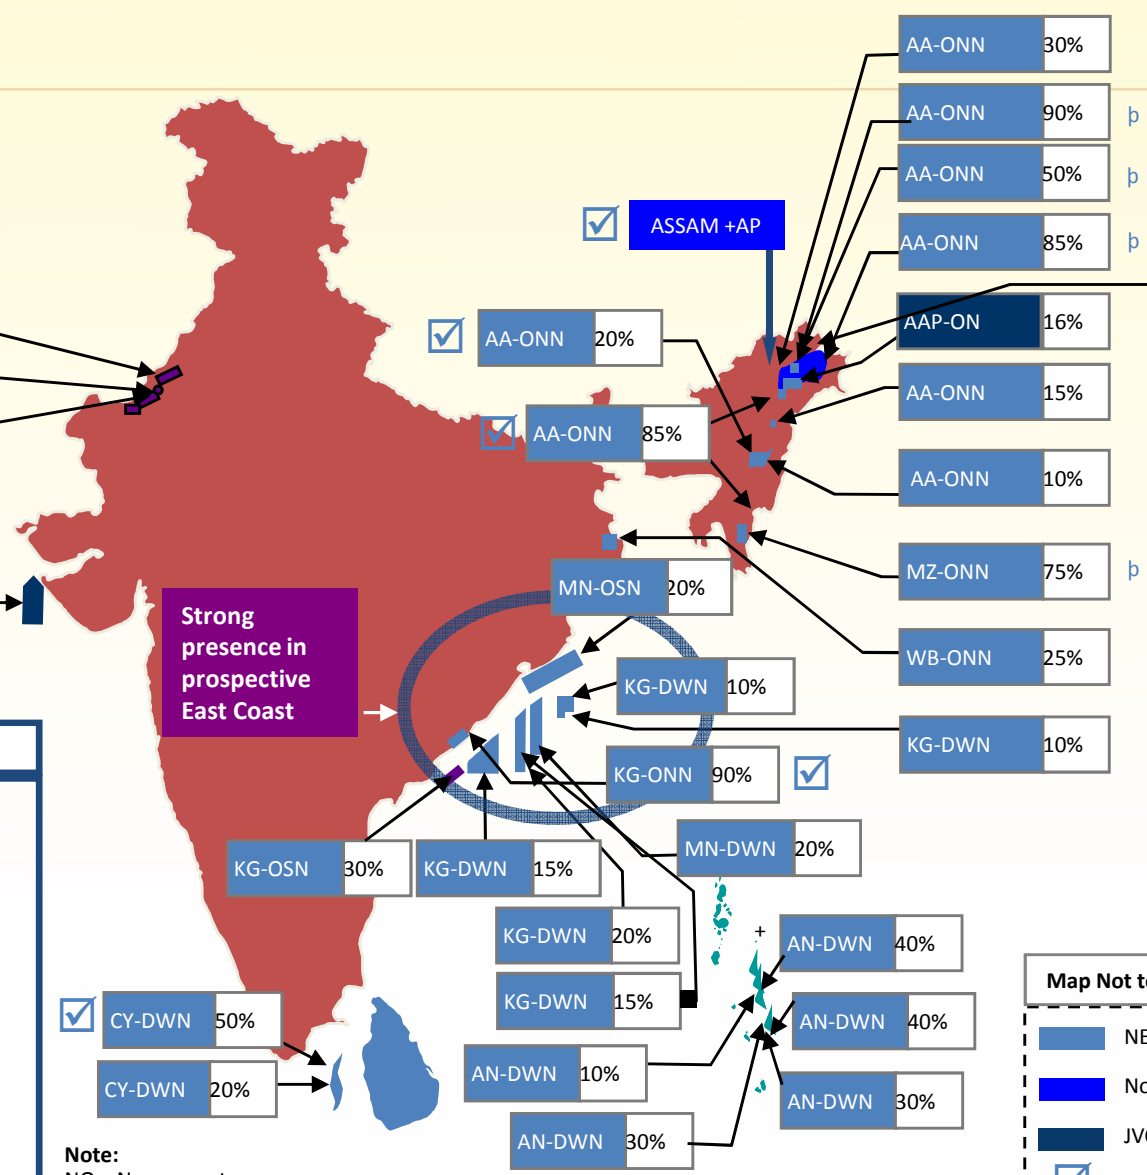 AA-ONN 30%
AA-ONN 90% þ
AA-ONN 50% þ
ASSAM +AP
AA-ONN 85% þ
AAP-ON 16%
AA-ONN 20%
AA-ONN 15%
AA-ONN 85%
AA-ONN 10%
MZ-ONN 75% þ
MN-OSN 20%
Strong
presence in
prospective
East Coast
WB-ONN 25%
KG-DWN 10%
KG-DWN 10%
KG-ONN 90%
MN-DWN 20%
KG-OSN 30%
KG-DWN 15%
KG-DWN 20%
+
AN-DWN 40%
KG-DWN 15%
Map Not t
CY-DWN 50%
AN-DWN 40%
NE
AN-DWN 10%
CY-DWN 20%
No
AN-DWN 30%
JV
AN-DWN 30%
Note: